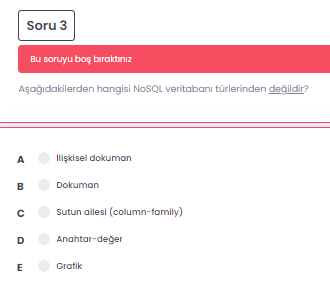 Soru 3
Bu soruyu boş bıraktınız
Aşağıdakilerden hangisi NoSQL veritabanı türlerinden değildir?
A İlişkisel dokuman
B Dokuman
C Sutun ailesi (column-family)
D Anahtar-değer
E Grafik